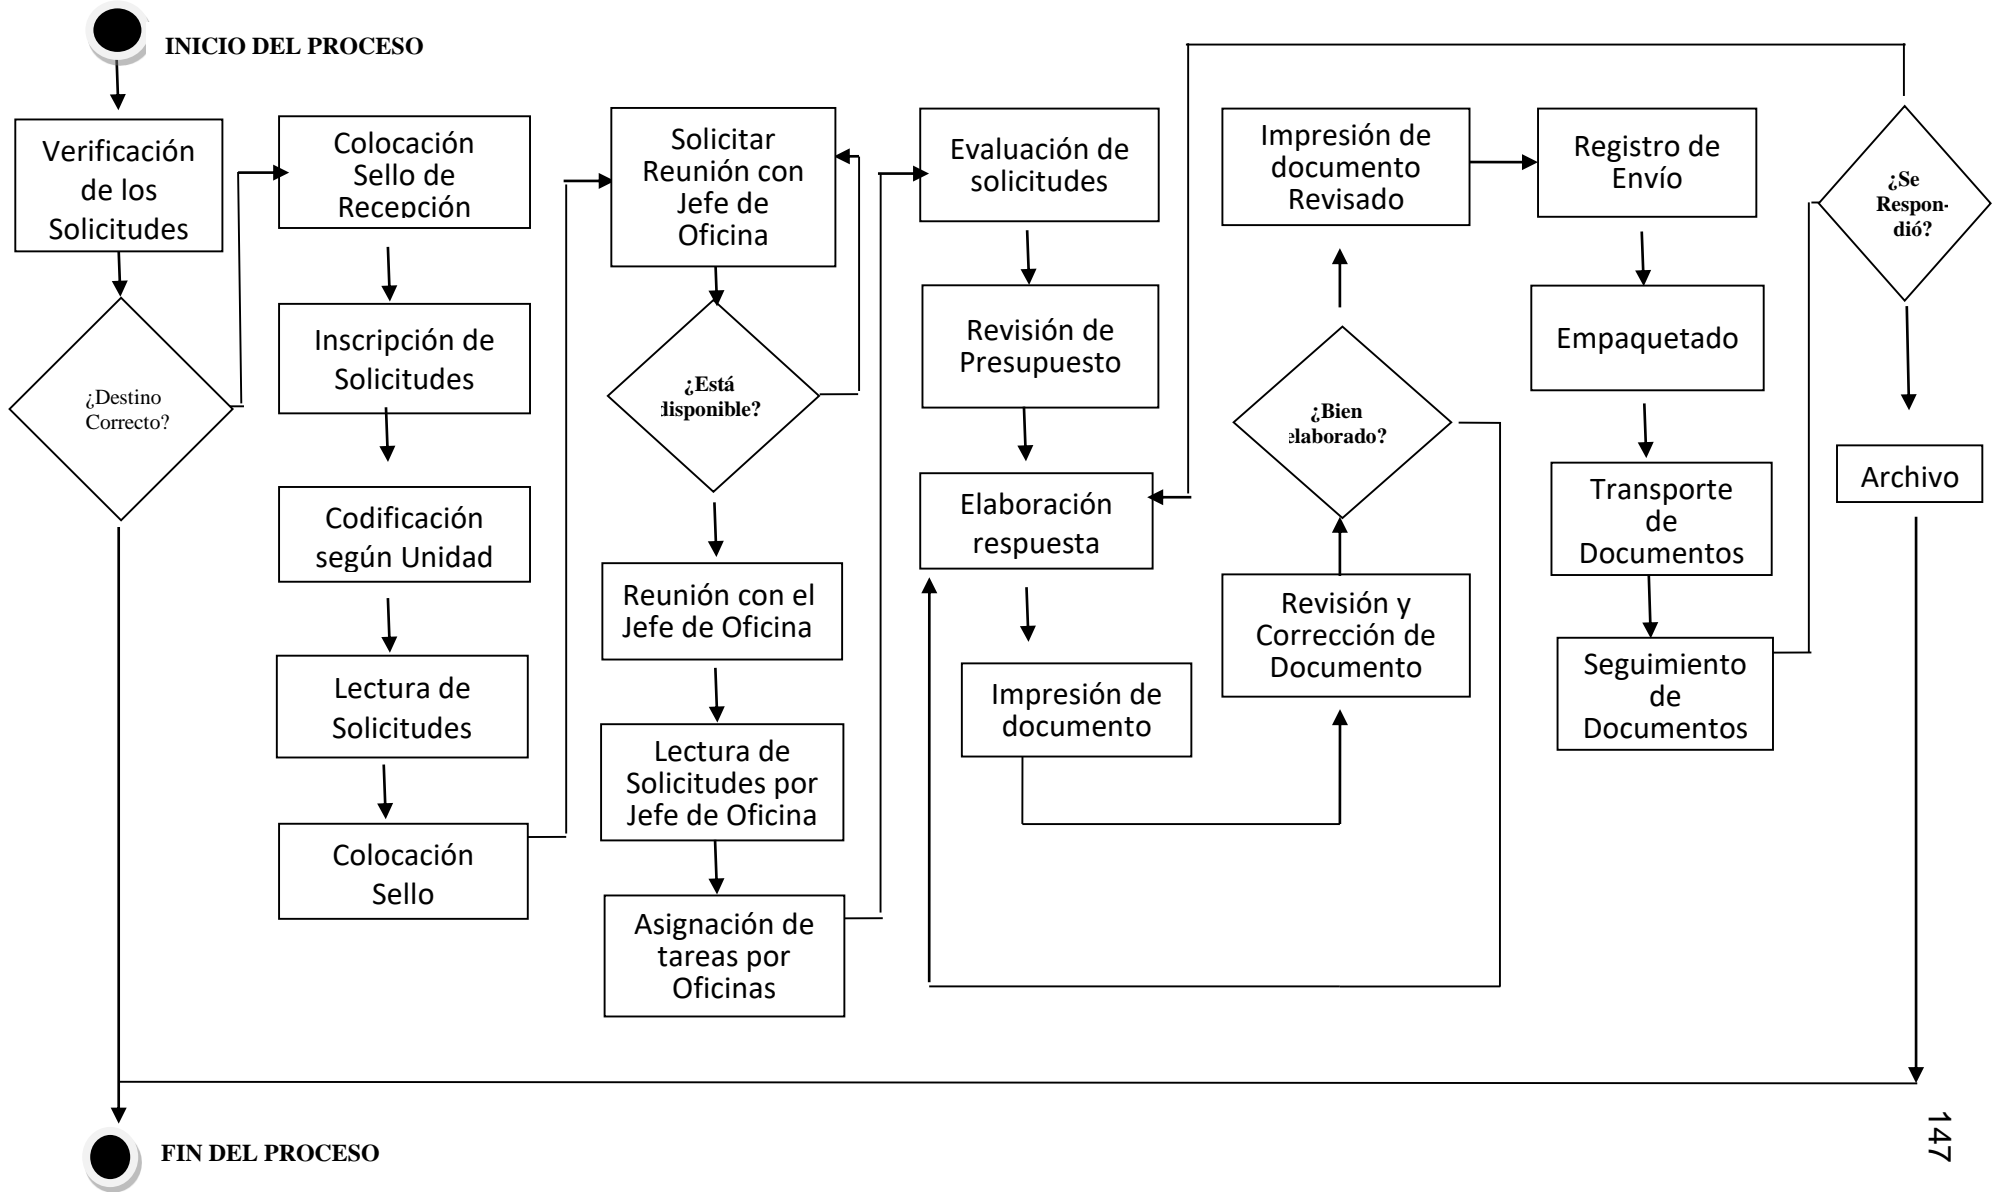 INICIO DEL PROCESO
Verificación
de los
Solicitudes
¿Destino
Correcto?
Colocación
Sello de
Recepción
Inscripción de
Solicitudes
Codificación
según Unidad
Lectura de
Solicitudes
Colocación
Sello
Solicitar
Reunión con
Jefe de
Oficina
¿Está
disponible?
Reunión con el
Jefe de Oficina
Lectura de
Solicitudes por
Jefe de Oficina
Asignación de
tareas por
Oficinas
Evaluación de
solicitudes
Revisión de
Presupuesto
Elaboración
respuesta
Impresión de
documento
Impresión de
documento
Revisado
¿Bien
elaborado?
Revisión y
Corrección de
Documento
Registro de
Envío
Empaquetado
Transporte
de
Documentos
Seguimiento
de
Documentos
¿Se
Respon-
dió?
Archivo
FIN DEL PROCESO
147